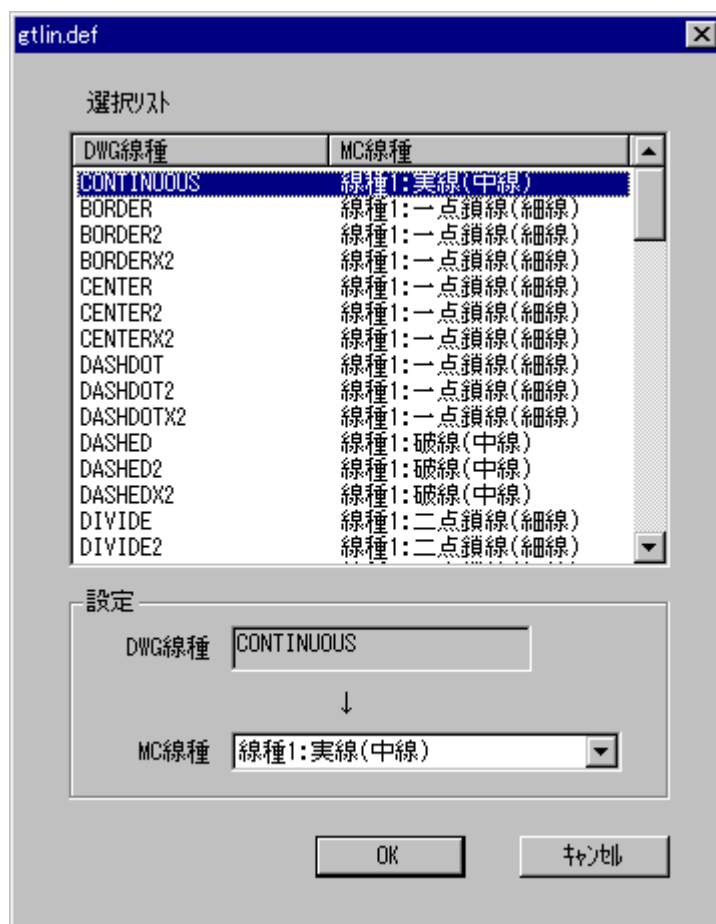 gtlin.def
選択ﾘｽﾄ
DWG線種 MC線種
CONTINUOUS 線種1:実線(中線)
BORDER 線種1:一点鎖線(細線)
BORDER2 線種1:一点鎖線(細線)
BORDERX2 線種1:一点鎖線(細線)
CENTER 線種1:一点鎖線(細線)
CENTER2 線種1:一点鎖線(細線)
CENTERX2 線種1:一点鎖線(細線)
DASHDOT 線種1:一点鎖線(細線)
DASHDOT2 線種1:一点鎖線(細線)
DASHDOTX2 線種1:一点鎖線(細線)
DASHED 線種1:破線(中線)
DASHED2 線種1:破線(中線)
DASHEDX2 線種1:破線(中線)
DIVIDE 線種1:二点鎖線(細線)
DIVIDE2 線種1:二点鎖線(細線)
設定
DWG線種 CONTINUOUS
↓
MC線種 線種1:実線(中線)
OK ｷｬﾝｾﾙ